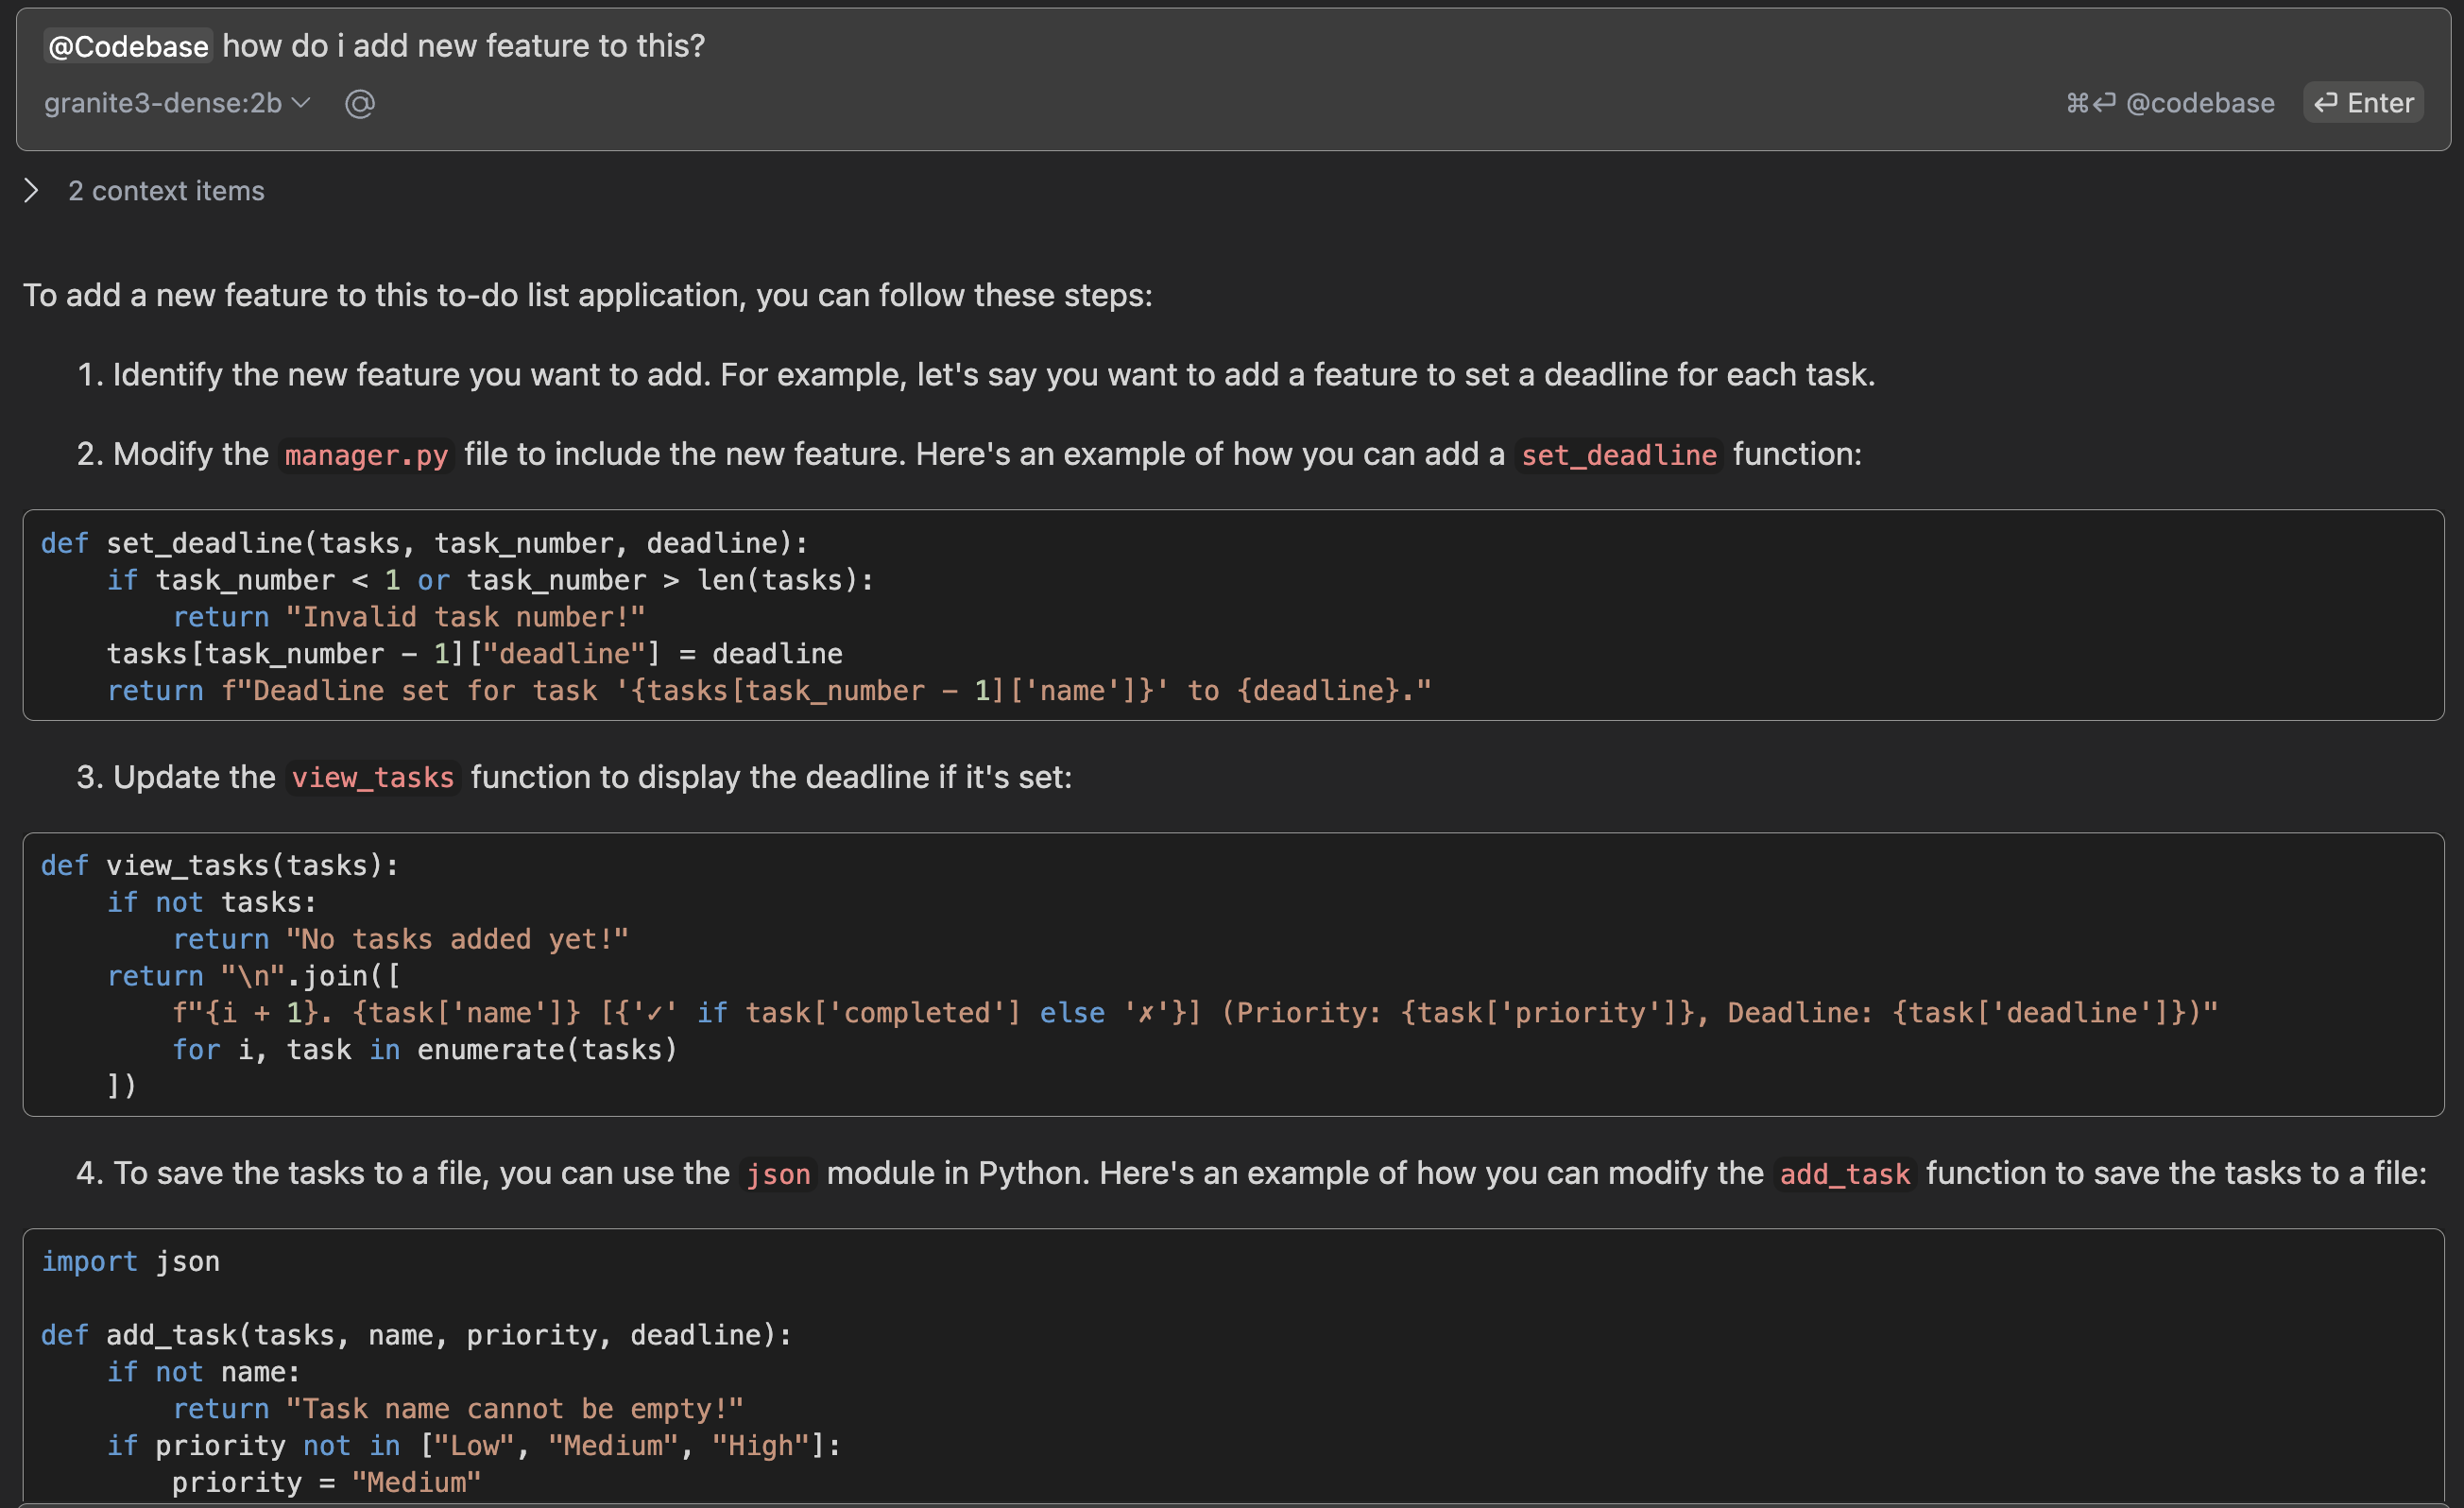 @Codebase how do i add new feature to this?
granite3-dense:2b @ ⌘⏎ @codebase ⏎ Enter
2 context items
To add a new feature to this to-do list application, you can follow these steps:
1. Identify the new feature you want to add. For example, let's say you want to add a feature to set a deadline for each task.
2. Modify the manager.py file to include the new feature. Here's an example of how you can add a set_deadline function:
def set_deadline(tasks, task_number, deadline):
    if task_number < 1 or task_number > len(tasks):
        return "Invalid task number!"
    tasks[task_number - 1]["deadline"] = deadline
    return f"Deadline set for task '{tasks[task_number - 1]['name']}' to {deadline}."
3. Update the view_tasks function to display the deadline if it's set:
def view_tasks(tasks):
    if not tasks:
        return "No tasks added yet!"
    return "\n".join([
        f"{i + 1}. {task['name']} [{'✓' if task['completed'] else '✗'}] (Priority: {task['priority']}, Deadline: {task['deadline']})"
        for i, task in enumerate(tasks)
    ])
4. To save the tasks to a file, you can use the json module in Python. Here's an example of how you can modify the add_task function to save the tasks to a file:
import json
def add_task(tasks, name, priority, deadline):
    if not name:
        return "Task name cannot be empty!"
    if priority not in ["Low", "Medium", "High"]:
        priority = "Medium"